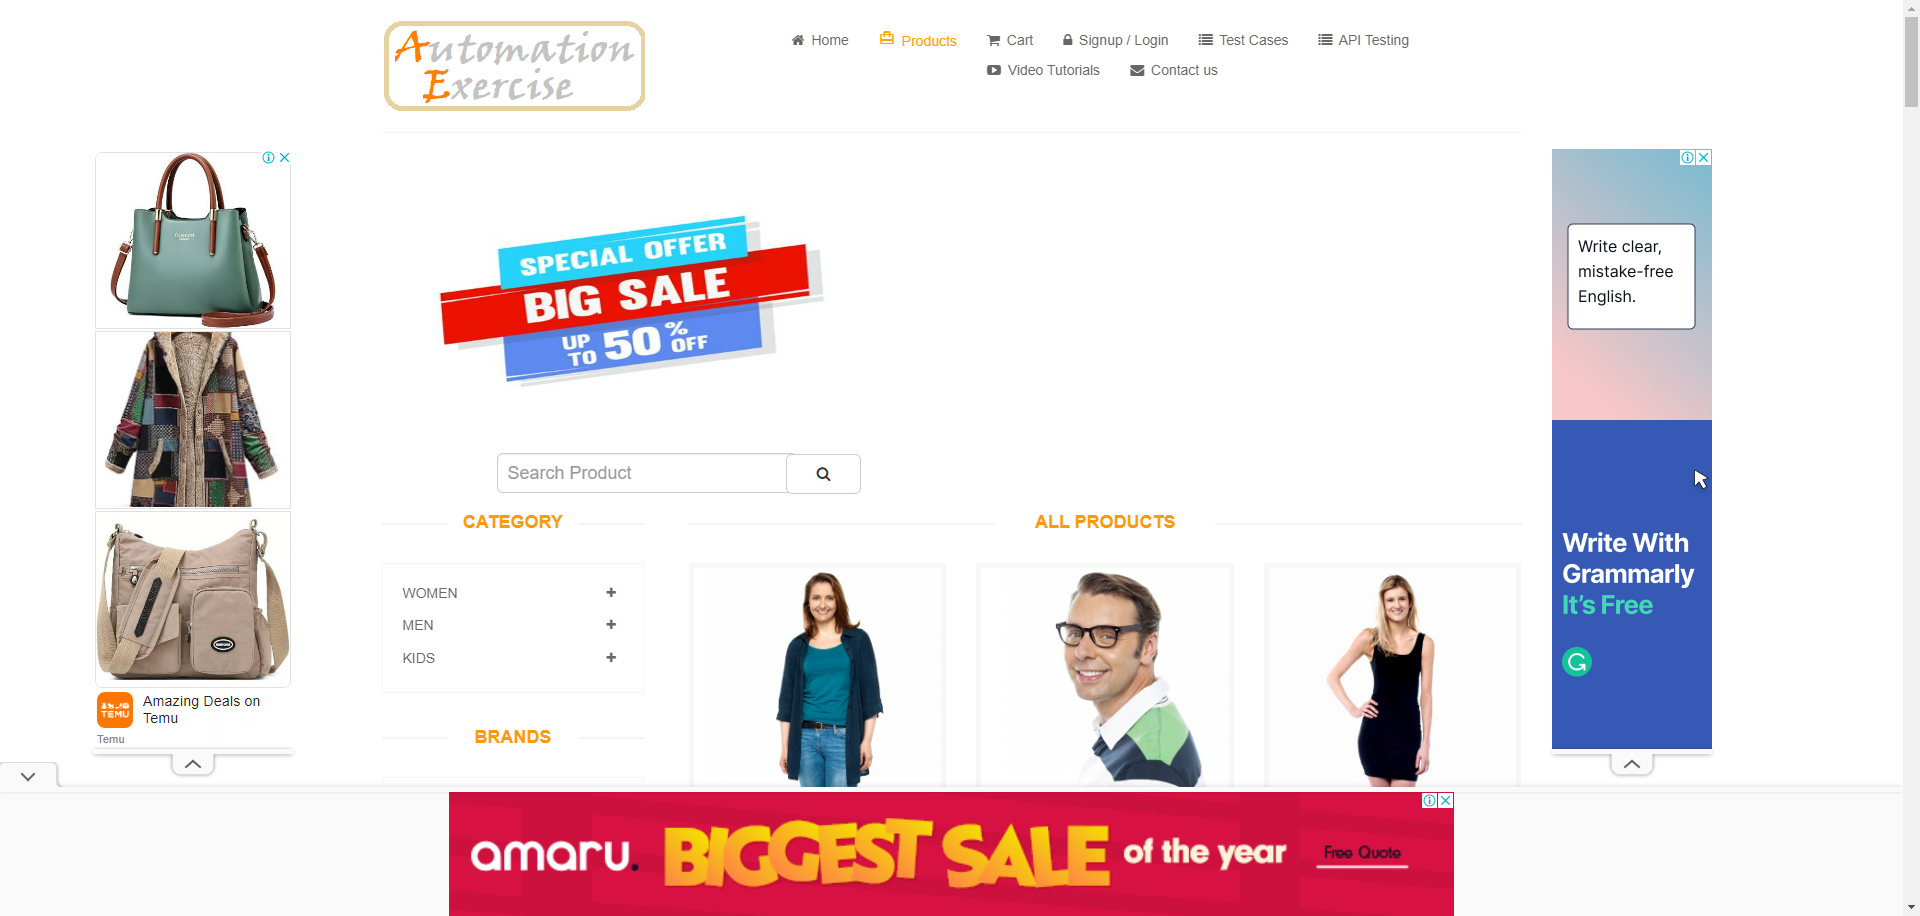 Automation
Exercise
Home
Products
Cart
Signup / Login
Test Cases
API Testing
Video Tutorials
Contact us
SPECIAL OFFER
BIG SALE
UP TO 50% OFF
Search Product
CATEGORY
WOMEN
MEN
KIDS
BRANDS
ALL PRODUCTS
TEMU
Amazing Deals on
Temu
Temu
Write clear,
mistake-free
English.
Write With
Grammarly
It's Free
amaru.
BIGGEST SALE of the year
Free Quote